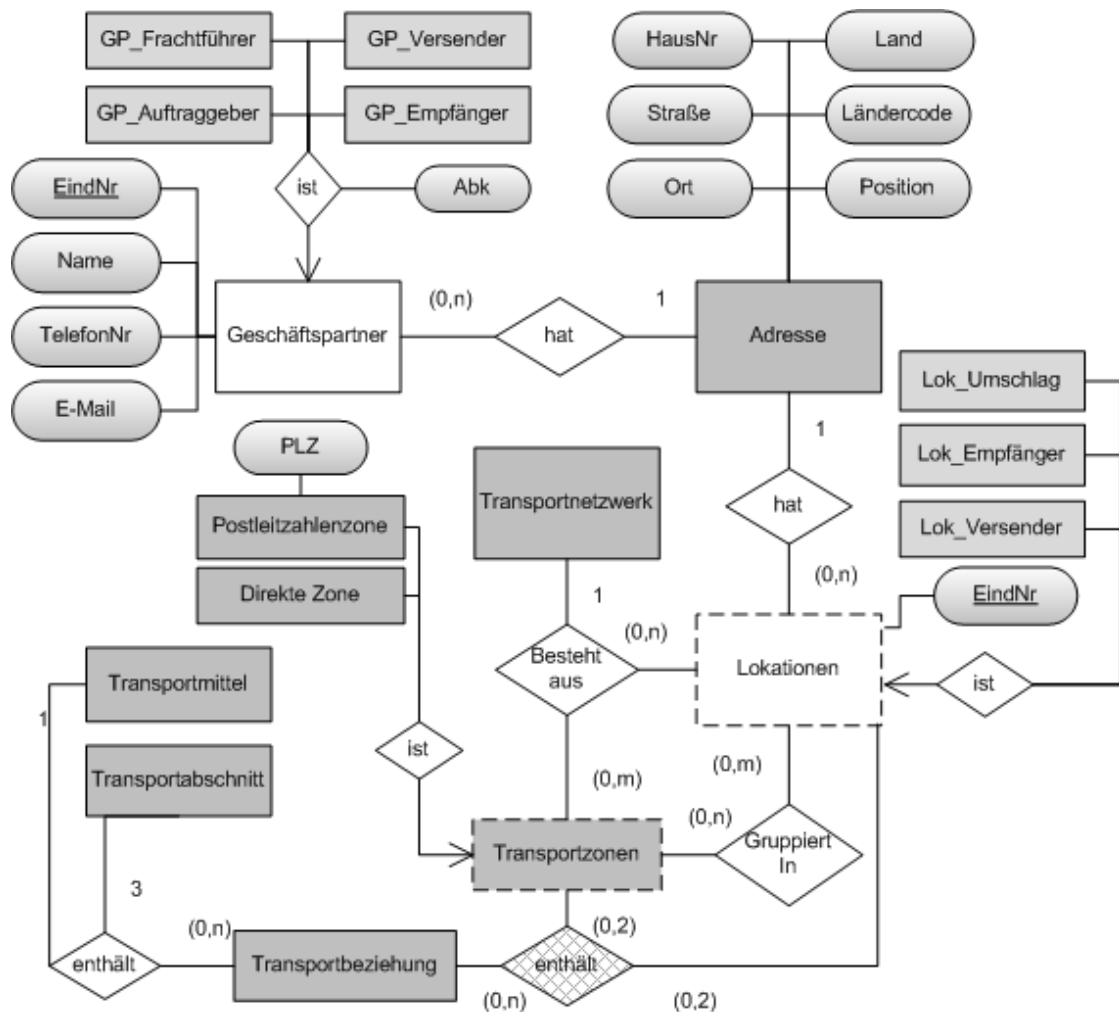 GP_Frachtführer
GP_Versender
HausNr
Land
GP_Auftraggeber
GP_Empfänger
Straße
Ländercode
EindNr
ist
Abk
Ort
Position
Name
(0,n)
1
TelefonNr
Geschäftspartner
hat
Adresse
E-Mail
Lok_Umschlag
PLZ
1
Lok_Empfänger
Transportnetzwerk
hat
Postleitzahlenzone
Lok_Versender
Direkte Zone
1
(0,n)
(0,n)
EindNr
Besteht
aus
Lokationen
Transportmittel
ist
1
ist
Transportabschnitt
(0,m)
(0,m)
(0,n)
Transportzonen
Gruppiert
In
3
(0,n)
(0,2)
enthält
Transportbeziehung
enthält
(0,n)
(0,2)